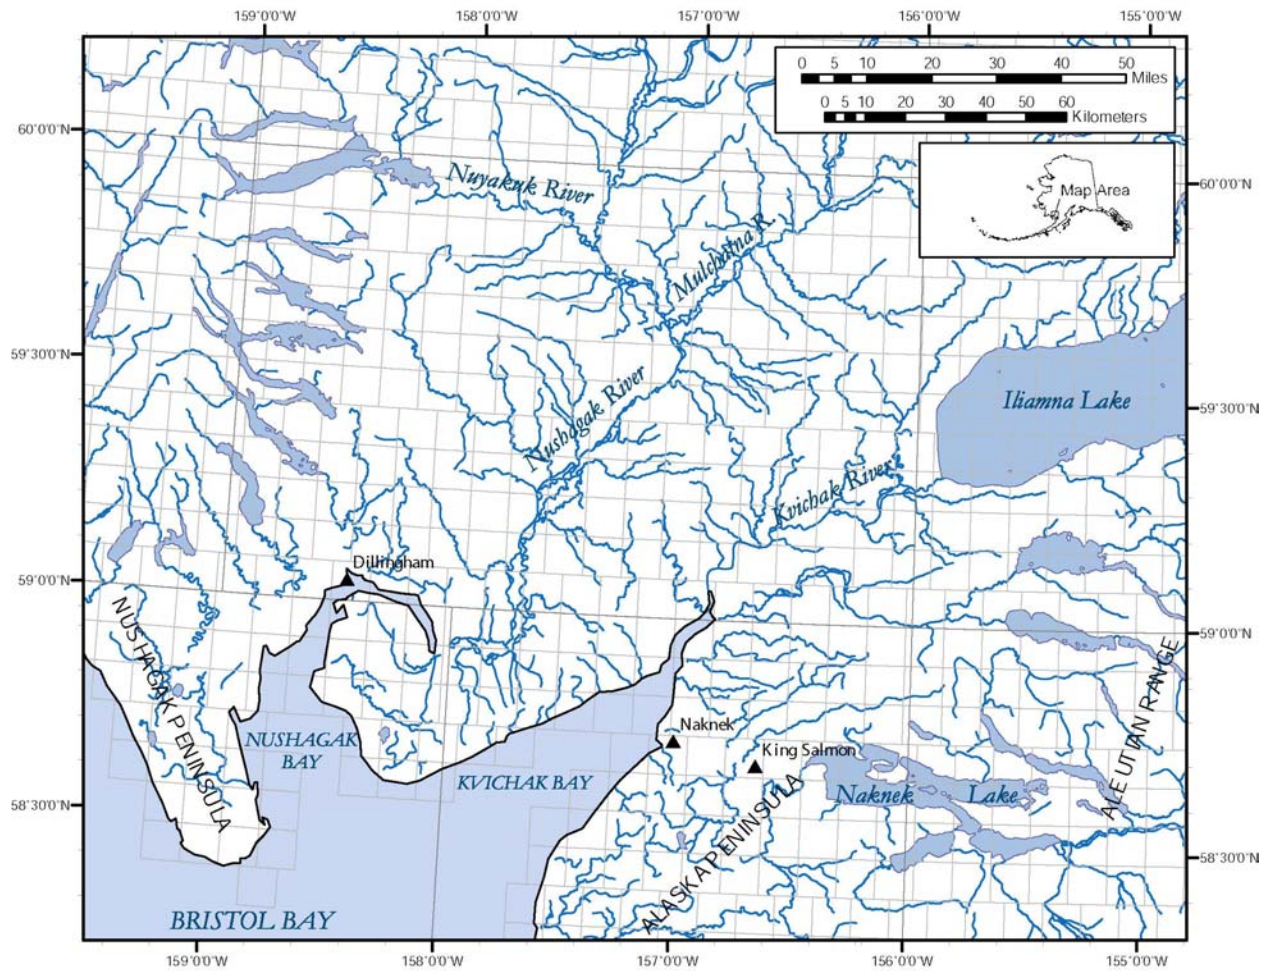 159°0'0"W 158°0'0"W 157°0'0"W 156°0'0"W 155°0'0"W
0 5 10 20 30 40 50
Miles
0 5 10 20 30 40 50 60
Kilometers
60°0'0"N
60°0'0"N
Map Area
Nuyakuk River
Mulchatna R.
59°30'0"N
Nushagak River
Iliamna Lake
59°30'0"N
Kvichak River
Dillingham
59°0'0"N
59°0'0"N
NUSHAGAK PENINSULA
ALEUTIAN RANGE
Naknek
NUSHAGAK
BAY
King Salmon
KVICHAK BAY
Naknek Lake
58°30'0"N
58°30'0"N
ALASKA PENINSULA
BRISTOL BAY
159°0'0"W 158°0'0"W 157°0'0"W 156°0'0"W 155°0'0"W